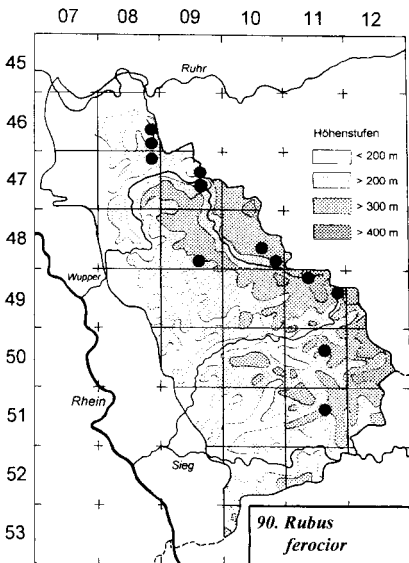 07 08 09 10 11 12
45
Ruhr
46
Höhenstufen
< 200 m
47
> 200 m
> 300 m
48
> 400 m
Wupper
49
50
Rhein
51
Sieg
52
90. Rubus
53
ferocior